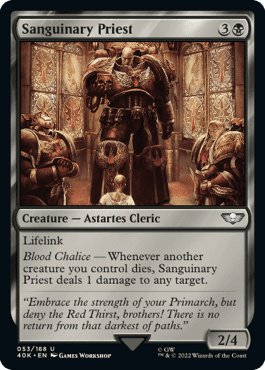 Sanguinary Priest 3
Creature — Astartes Cleric
Lifelink
Blood Chalice — Whenever another
creature you control dies, Sanguinary
Priest deals 1 damage to any target.
“Embrace the strength of your Primarch, but
deny the Red Thirst, brothers! There is no
return from that darkest of paths.”
2/4
053/168 U
40K • EN GAMES WORKSHOP
© GW
™ & © 2022 Wizards of the Coast